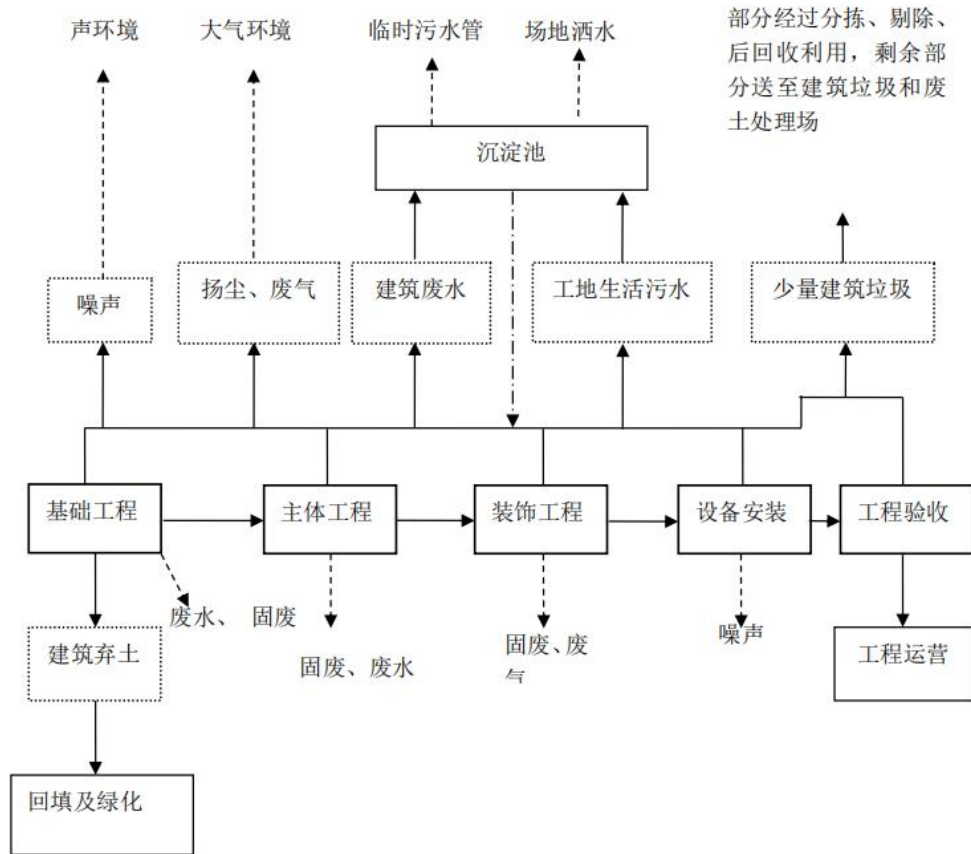 声环境
大气环境
临时污水管
场地洒水
部分经过分拣、剔除、
后回收利用，剩余部
分送至建筑垃圾和废
土处理场
沉淀池
噪声
扬尘、废气
建筑废水
工地生活污水
少量建筑垃圾
基础工程
主体工程
装饰工程
设备安装
工程验收
废水、 固废
固废、废水
固废、废
气
噪声
建筑弃土
工程运营
回填及绿化